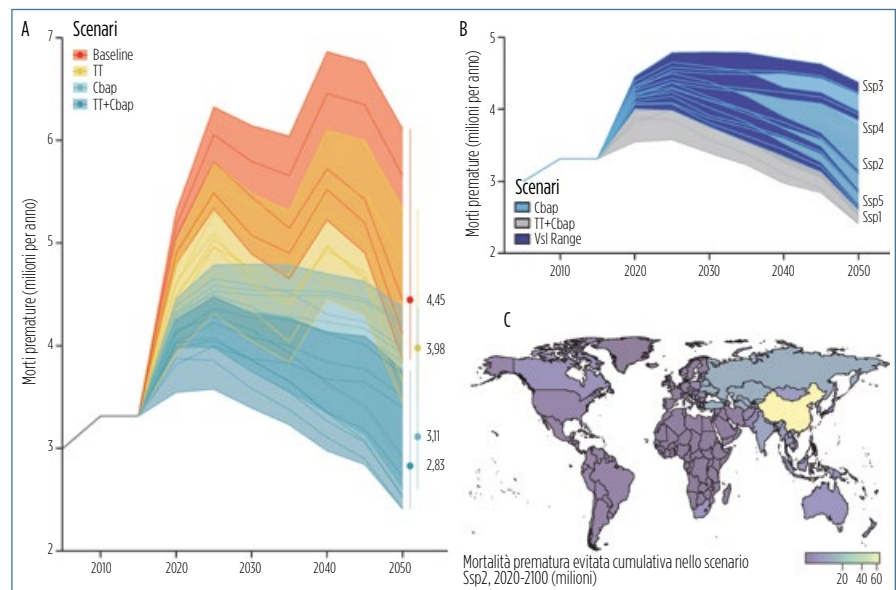 A
Scenari
Baseline
TT
Cbap
TT+Cbap
Morti premature (milioni per anno)
7
6
5
4
3
2
2010
2020
2030
2040
2050
4,45
3,98
3,11
2,83
B
Morti premature (milioni per anno)
5
4
3
2
Scenari
Cbap
TT+Cbap
Vsl Range
2010
2020
2030
2040
2050
Ssp3
Ssp4
Ssp2
Ssp5
Ssp1
C
Mortalità prematura evitata cumulativa nello scenario
Ssp2, 2020-2100 (milioni)
20 40 60